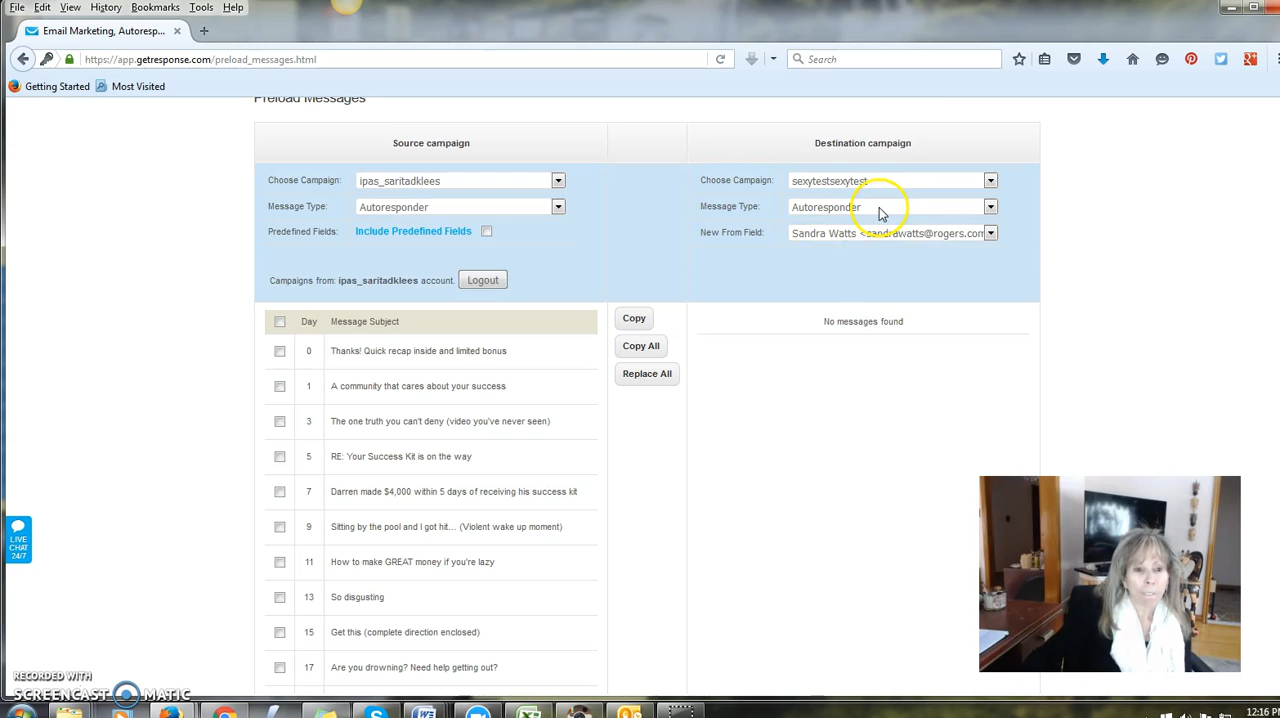 File Edit View History Bookmarks Tools Help
Email Marketing, Autoresp... × +
https://app.getresponse.com/preload_messages.html
Search
Getting Started Most Visited
Preload Messages
Source campaign
Destination campaign
Choose Campaign: ipas_saritadklees
Choose Campaign: sexytestsexytest
Message Type: Autoresponder
Message Type: Autoresponder
Predefined Fields: Include Predefined Fields
New From Field: Sandra Watts <sandrawatts@rogers.com
Campaigns from: ipas_saritadklees account. Logout
Day Message Subject
Copy
No messages found
Copy All
Replace All
0 Thanks! Quick recap inside and limited bonus
1 A community that cares about your success
3 The one truth you can't deny (video you've never seen)
5 RE: Your Success Kit is on the way
7 Darren made $4,000 within 5 days of receiving his success kit
9 Sitting by the pool and I got hit... (Violent wake up moment)
11 How to make GREAT money if you're lazy
13 So disgusting
15 Get this (complete direction enclosed)
17 Are you drowning? Need help getting out?
LIVE
CHAT
24/7
RECORDED WITH
SCREENCAST MATIC
12:16 PM